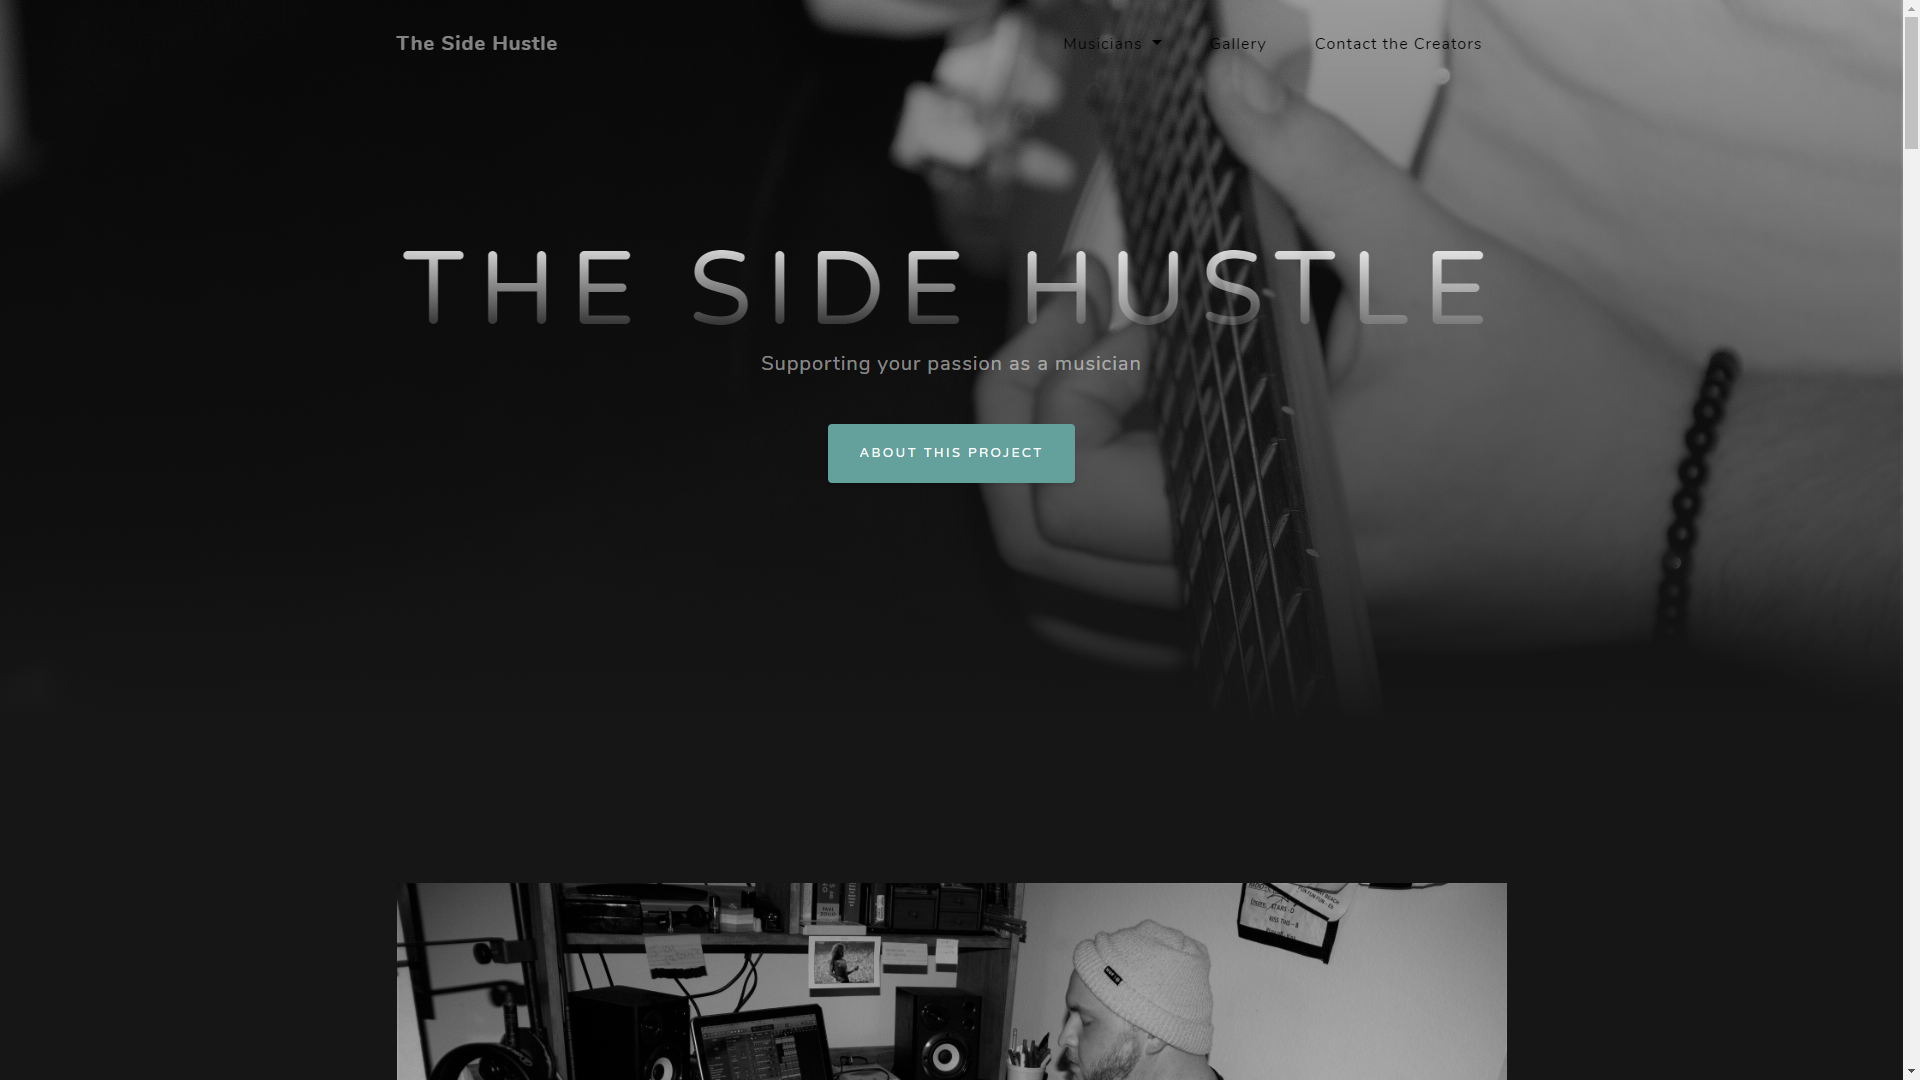 The Side Hustle
Musicians
Gallery
Contact the Creators
THE SIDE HUSTLE
Supporting your passion as a musician
ABOUT THIS PROJECT